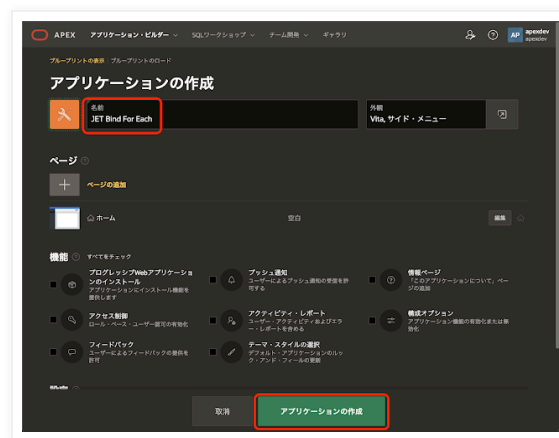 APEX アプリケーション・ビルダー SQLワークショップ チーム開発 ギャラリ AP apexdev
apexdev
ブループリントの表示 ブループリントのロード
アプリケーションの作成
名前
JET Bind For Each
外観
Vita, サイド・メニュー
ページ
ページの追加
ホーム 空白 編集
機能 すべてをチェック
プログレッシブWebアプリケーションのインストール
アプリケーションにインストール機能を
提供します
プッシュ通知
ユーザーによるプッシュ通知の受信を許
可する
情報ページ
「このアプリケーションについて」ペー
ジの追加
アクセス制御
ロール・ベース・ユーザー認可の有効化
アクティビティ・レポート
ユーザー・アクティビティおよびエラ
ー・レポートを含める
構成オプション
アプリケーション機能の有効化または無
効化
フィードバック
ユーザーによるフィードバックの提供を
許可
テーマ・スタイルの選択
デフォルト・アプリケーションのルッ
ク・アンド・フィールの更新
取消 アプリケーションの作成